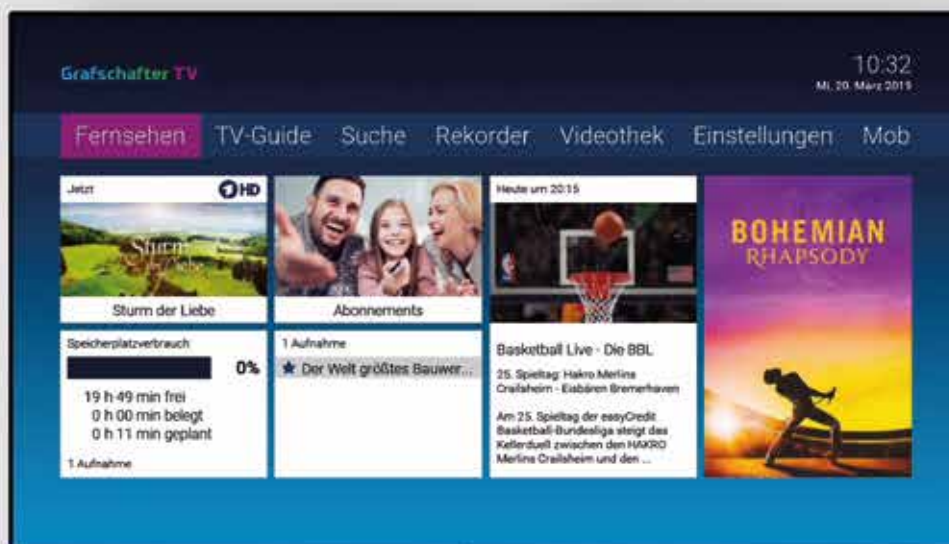 Grafschafter TV
10:32
Mi, 20. März 2019
Fernsehen TV-Guide Suche Rekorder Videothek Einstellungen Mob
Jetzt
HD
Sturm der Liebe
Sturm der Liebe
Abonnements
Heute um 20:15
Basketball Live - Die BBL
25. Spieltag: Hakro Merlins
Crailsheim - Eisbären Bremerhaven
Am 25. Spieltag der easyCredit
Basketball-Bundesliga steigt das
Kellerduell zwischen den HAKRO
Merlins Crailsheim und den ...
BOHEMIAN
RHAPSODY
Speicherplatzverbrauch
0%
19 h 49 min frei
0 h 00 min belegt
0 h 11 min geplant
1 Aufnahme
1 Aufnahme
Der Welt größtes Bauwer...